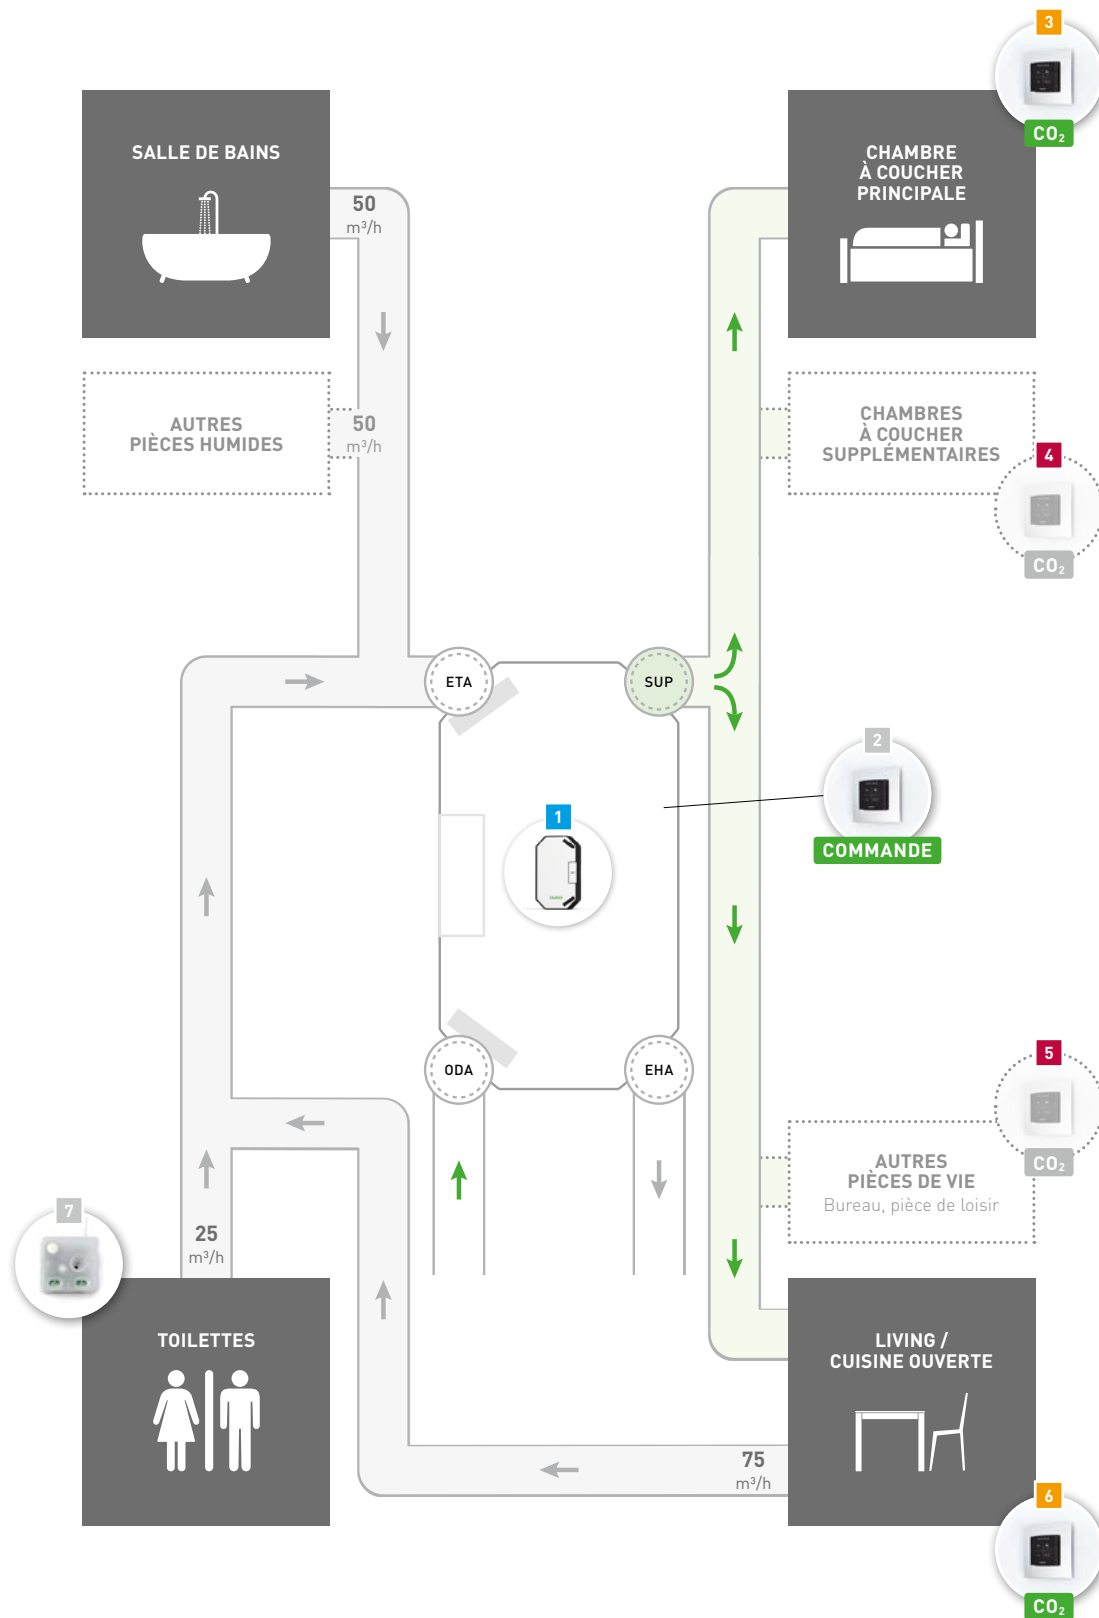 3
CO₂
SALLE DE BAINS
50
m³/h
CHAMBRE
À COUCHER
PRINCIPALE
AUTRES
PIÈCES HUMIDES
50
m³/h
CHAMBRES
À COUCHER
SUPPLÉMENTAIRES
4
CO₂
ETA
SUP
2
COMMANDE
1
ODA
EHA
5
CO₂
AUTRES
PIÈCES DE VIE
Bureau, pièce de loisir
7
25
m³/h
TOILETTES
LIVING /
CUISINE OUVERTE
75
m³/h
6
CO₂